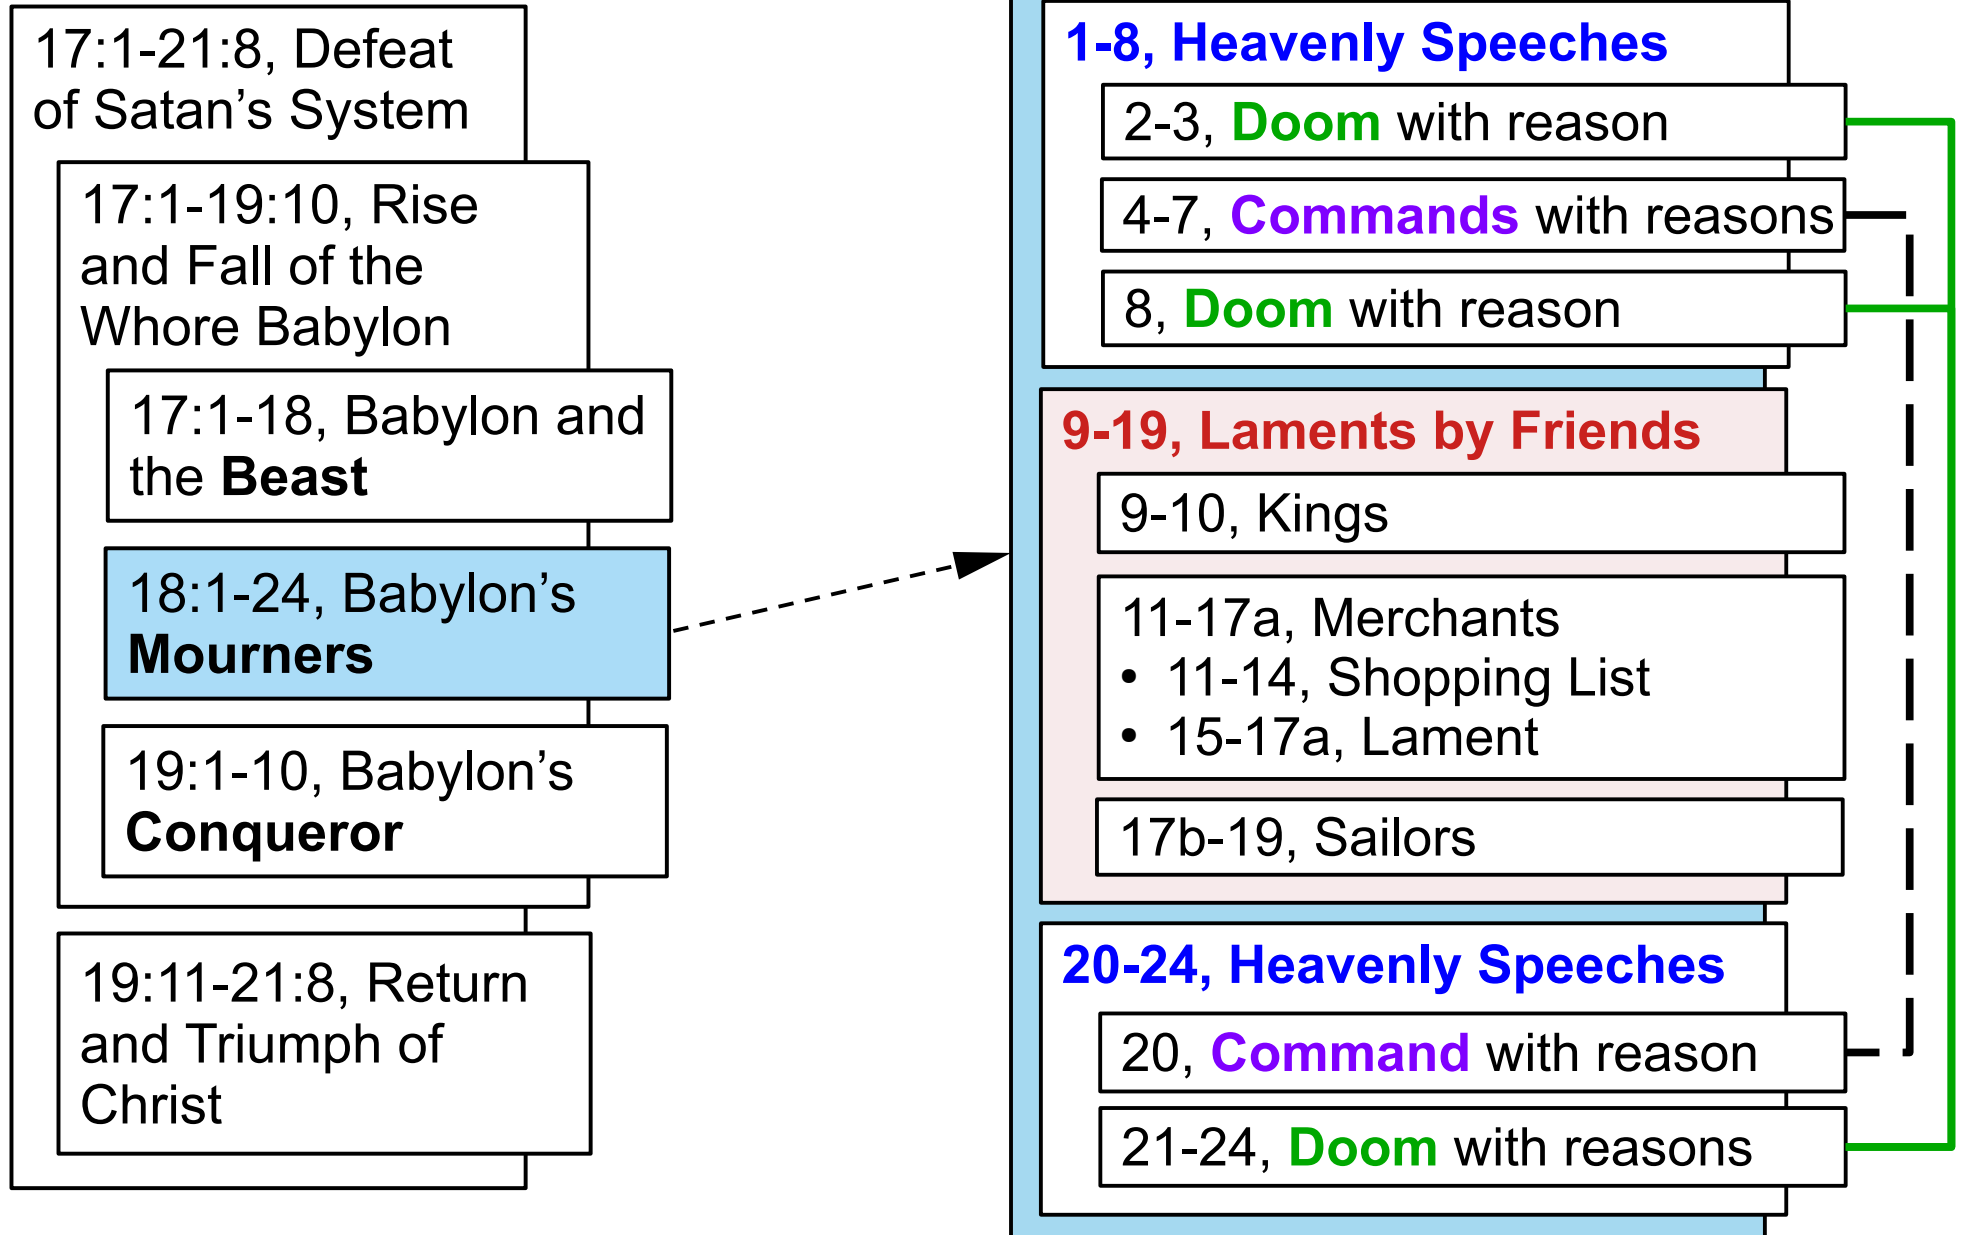 17:1-21:8, Defeat
of Satan’s System
17:1-19:10, Rise
and Fall of the
Whore Babylon
17:1-18, Babylon and
the Beast
18:1-24, Babylon’s
Mourners
19:1-10, Babylon’s
Conqueror
19:11-21:8, Return
and Triumph of
Christ
1-8, Heavenly Speeches
2-3, Doom with reason
4-7, Commands with reasons
8, Doom with reason
9-19, Laments by Friends
9-10, Kings
11-17a, Merchants
• 11-14, Shopping List
• 15-17a, Lament
17b-19, Sailors
20-24, Heavenly Speeches
20, Command with reason
21-24, Doom with reasons